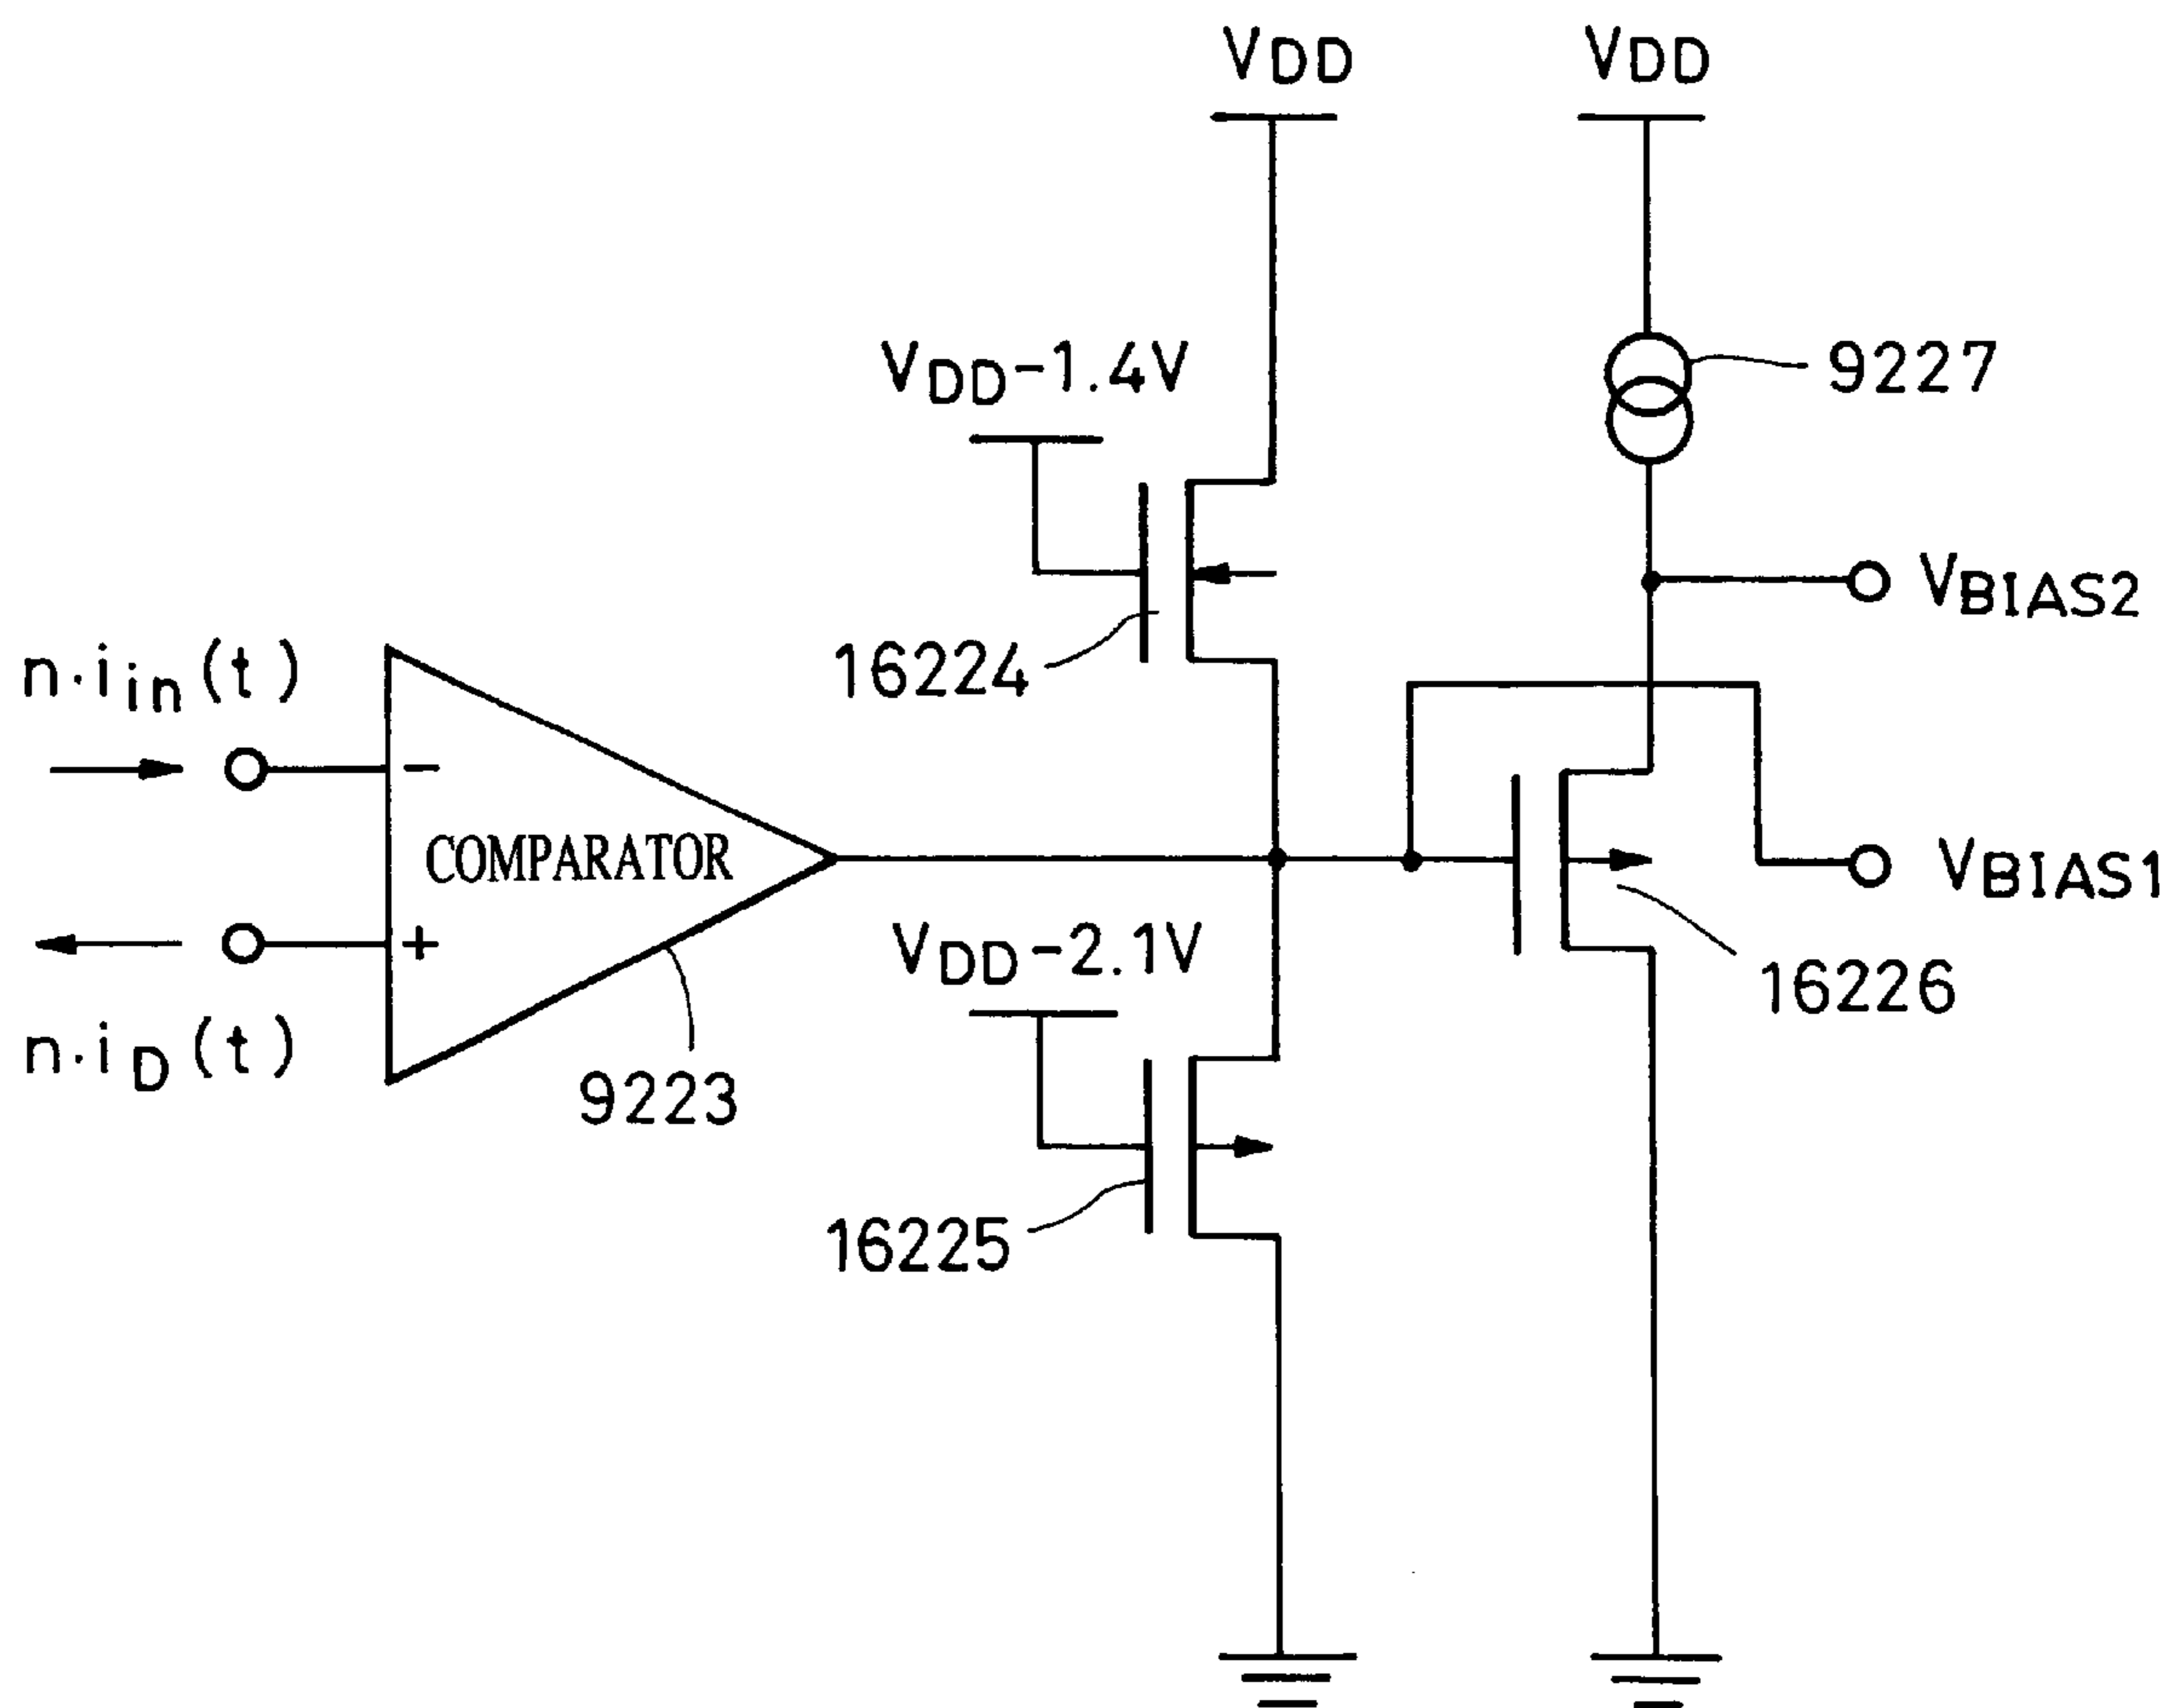 VDD
VDD
VDD-1.4V
9227
VBIAS2
16224
n·iin(t)
-
COMPARATOR
VBIAS1
+
VDD-2.1V
16226
n·iD(t)
9223
16225